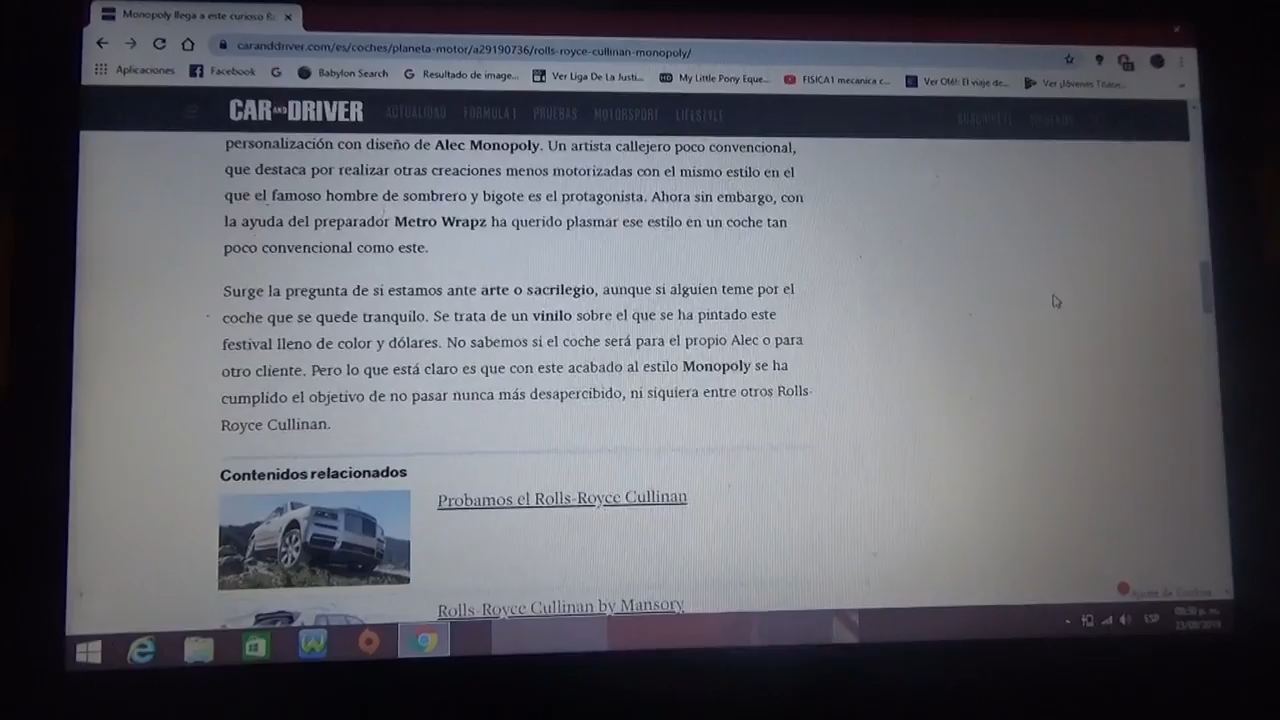 Monopoly llega a este curioso R
caranddriver.com/es/coches/planeta-motor/a29190736/rolls-royce-cullinan-monopoly/
Aplicaciones Facebook Babylon Search Resultado de image... Ver Liga De La Justi... My Little Pony Eque... FISICA1 mecanica c... Ver Olé!: El viaje de... Ver Jóvenes Titane...
CAR AND DRIVER ACTUALIDAD FÓRMULA 1 PRUEBAS MOTORSPORT LIFESTYLE
personalización con diseño de Alec Monopoly. Un artista callejero poco convencional,
que destaca por realizar otras creaciones menos motorizadas con el mismo estilo en el
que el famoso hombre de sombrero y bigote es el protagonista. Ahora sin embargo, con
la ayuda del preparador Metro Wrapz ha querido plasmar ese estilo en un coche tan
poco convencional como este.
Surge la pregunta de si estamos ante arte o sacrilegio, aunque si alguien teme por el
coche que se quede tranquilo. Se trata de un vinilo sobre el que se ha pintado este
festival lleno de color y dólares. No sabemos si el coche será para el propio Alec o para
otro cliente. Pero lo que está claro es que con este acabado al estilo Monopoly se ha
cumplido el objetivo de no pasar nunca más desapercibido, ni siquiera entre otros Rolls-
Royce Cullinan.
Contenidos relacionados
Probamos el Rolls-Royce Cullinan
Rolls-Royce Cullinan by Mansory
ESP